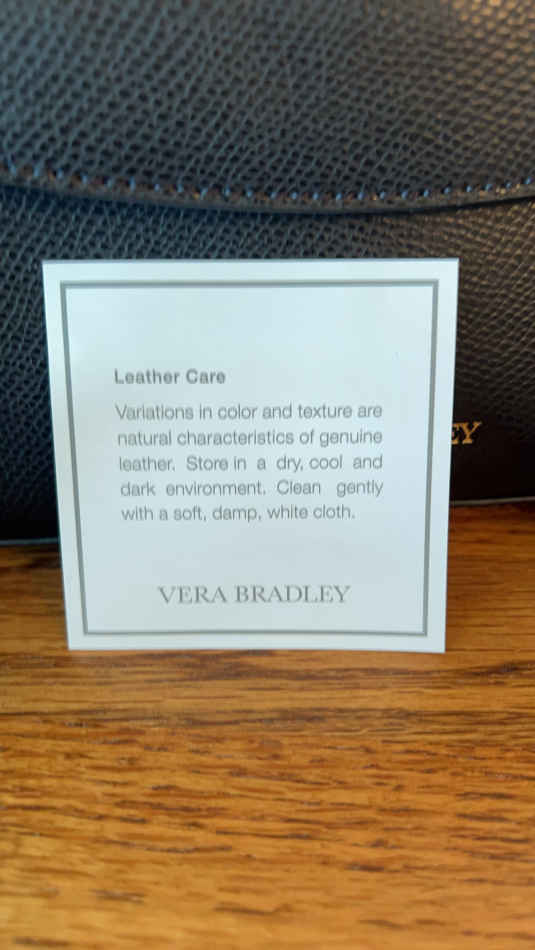 Leather Care
Variations in color and texture are
natural characteristics of genuine
leather. Store in a dry, cool and
dark environment. Clean gently
with a soft, damp, white cloth.
VERA BRADLEY
EY